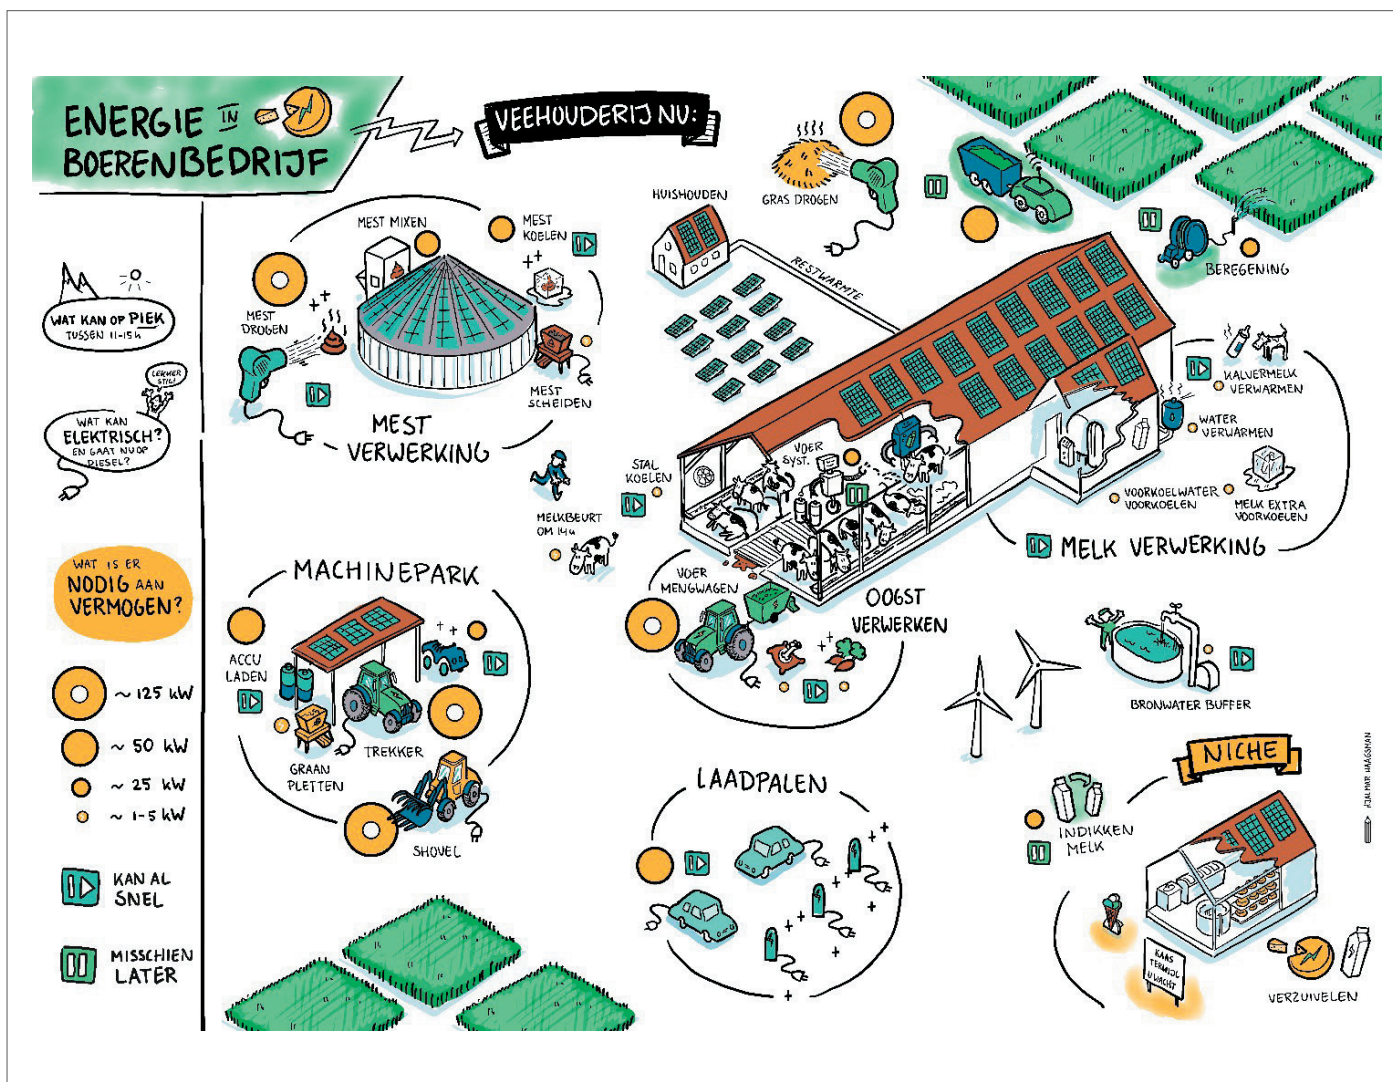 ENERGIE IN
BOERENBEDRIJF
VEEHOUDERIJ NU:
WAT KAN OP PIEK
TUSSEN 11-15H
LEKKER
STIL!
WAT KAN
ELEKTRISCH?
EN GAAT NU OP
DIESEL?
WAT IS ER
NODIG AAN
VERMOGEN?
~ 125 KW
~ 50 KW
~ 25 KW
~ 1-5 KW
KAN AL
SNEL
MISSCHIEN
LATER
MEST MIXEN
MEST
KOELEN
MEST
DROGEN
MEST
SCHEIDEN
MEST
VERWERKING
HUISHOUDEN
RESTWARMTE
GRAS DROGEN
BEREGENING
KALVERMELK
VERWARMEN
WATER
VERWARMEN
VOORKOELWATER
VOORKOELEN
MELK EXTRA
VOORKOELEN
MELK VERWERKING
VOER
SYST.
STAL
KOELEN
MELKBEURT
OM 14U
VOER
MENGWAGEN
OOGST
VERWERKEN
MACHINEPARK
ACCU
LADEN
GRAAN
PLETTEN
TREKKER
SHOVEL
LAADPALEN
BRONWATER BUFFER
NICHE
INDIKKEN
MELK
KAAS
TERWIJL
U WACHT
VERZUIVELEN
HJALMAR HAAGSMAN